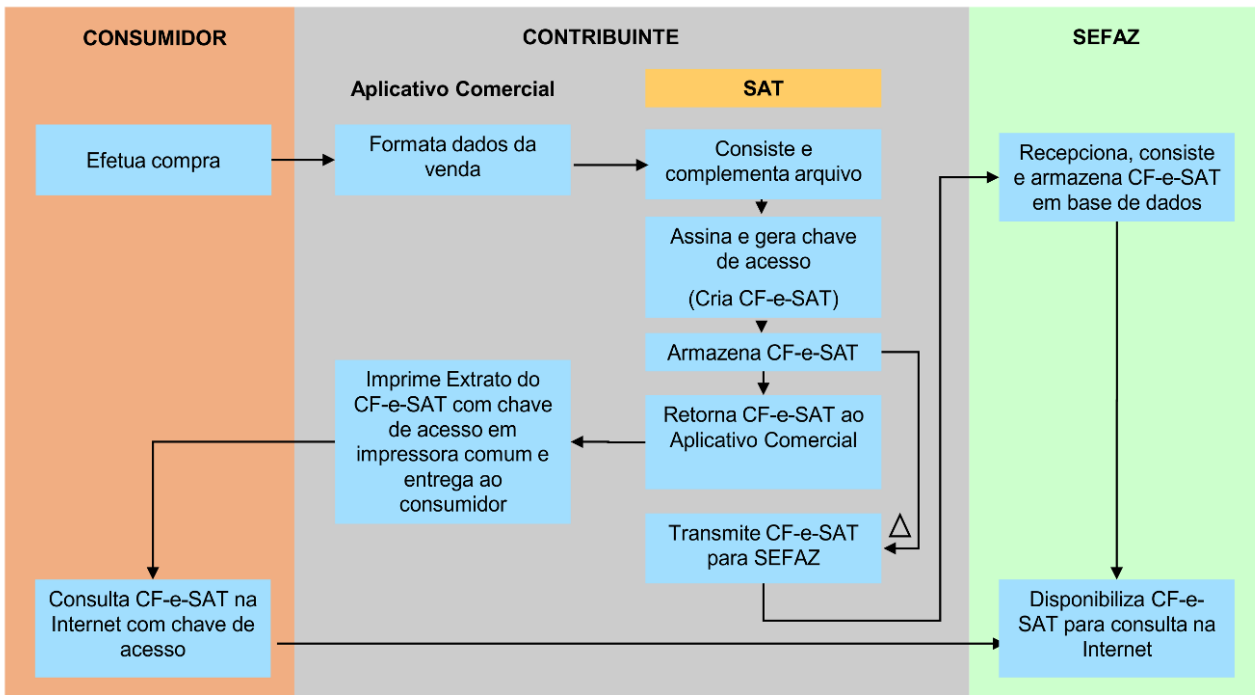 CONSUMIDOR
CONTRIBUINTE
SEFAZ
Aplicativo Comercial
SAT
Efetua compra
Formata dados da
venda
Consiste e
complementa arquivo
Recepciona, consiste
e armazena CF-e-SAT
em base de dados
Assina e gera chave
de acesso
(Cria CF-e-SAT)
Armazena CF-e-SAT
Imprime Extrato do
CF-e-SAT com chave
de acesso em
impressora comum e
entrega ao
consumidor
Retorna CF-e-SAT ao
Aplicativo Comercial
Transmite CF-e-SAT
para SEFAZ
Consulta CF-e-SAT na
Internet com chave de
acesso
Disponibiliza CF-e-
SAT para consulta na
Internet